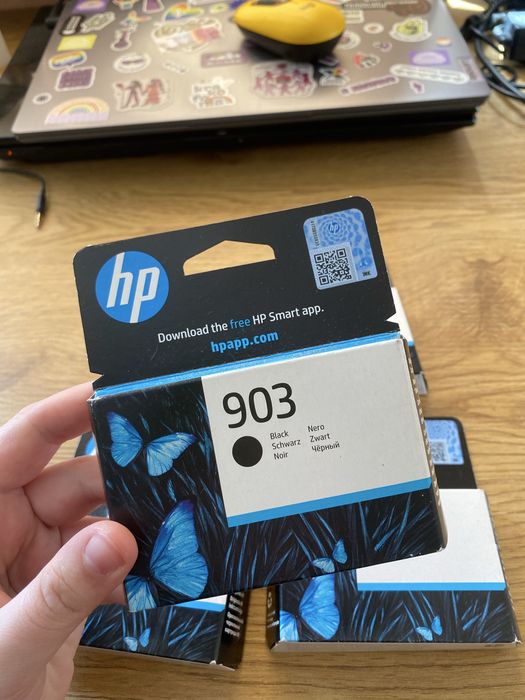 hp
Download the free HP Smart app.
hpapp.com
903
Black Nero
Schwarz Zwart
Noir Чёрный